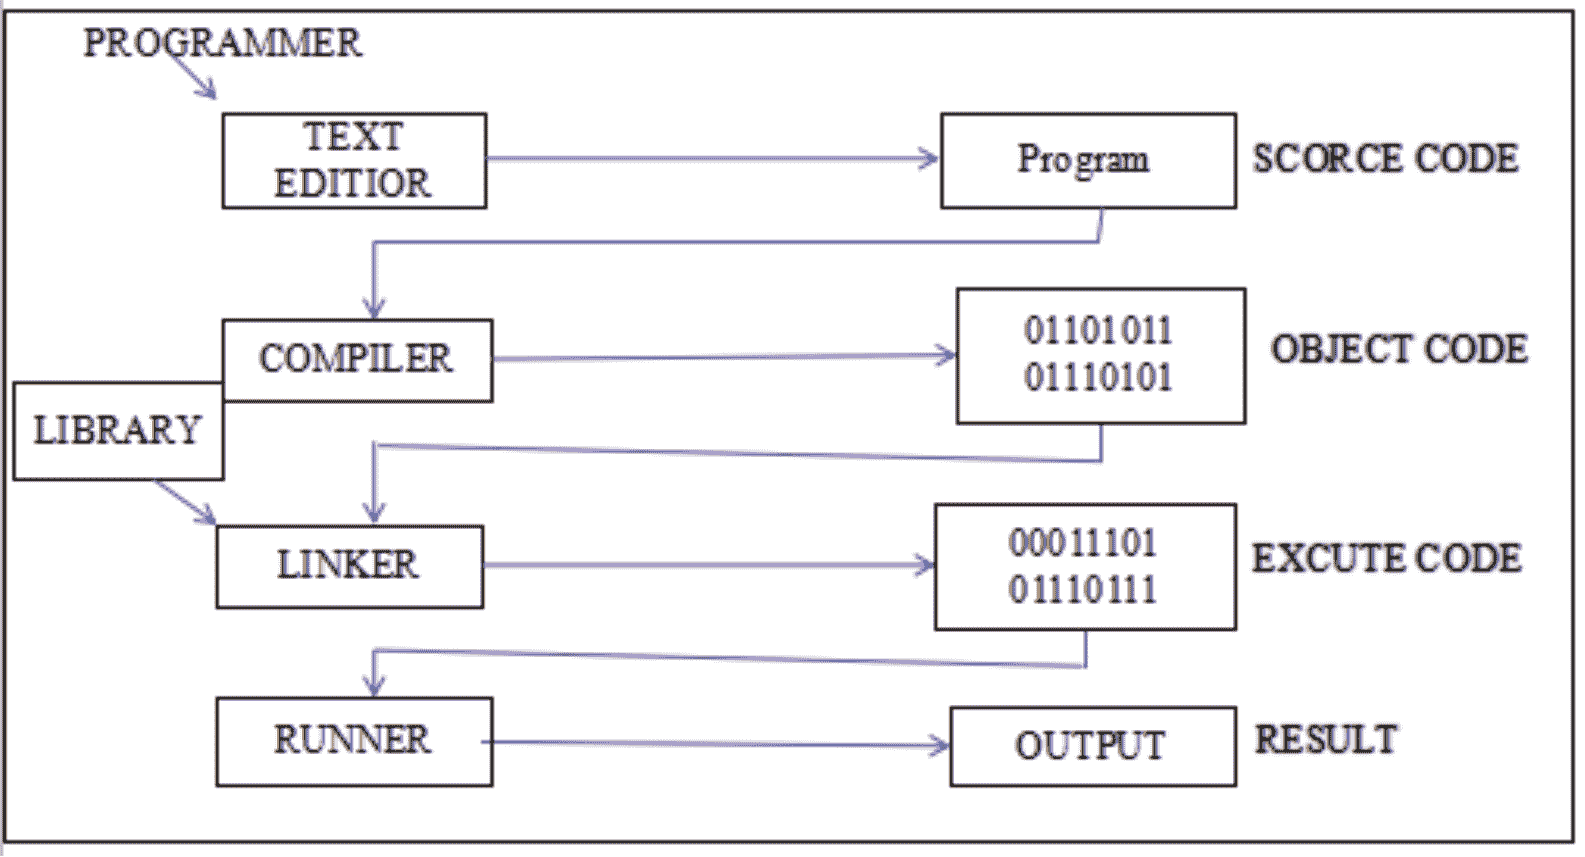 PROGRAMMER
TEXT
EDITIOR
Program
SCORCE CODE
COMPILER
01101011
01110101
OBJECT CODE
LIBRARY
LINKER
00011101
01110111
EXCUTE CODE
RUNNER
OUTPUT
RESULT